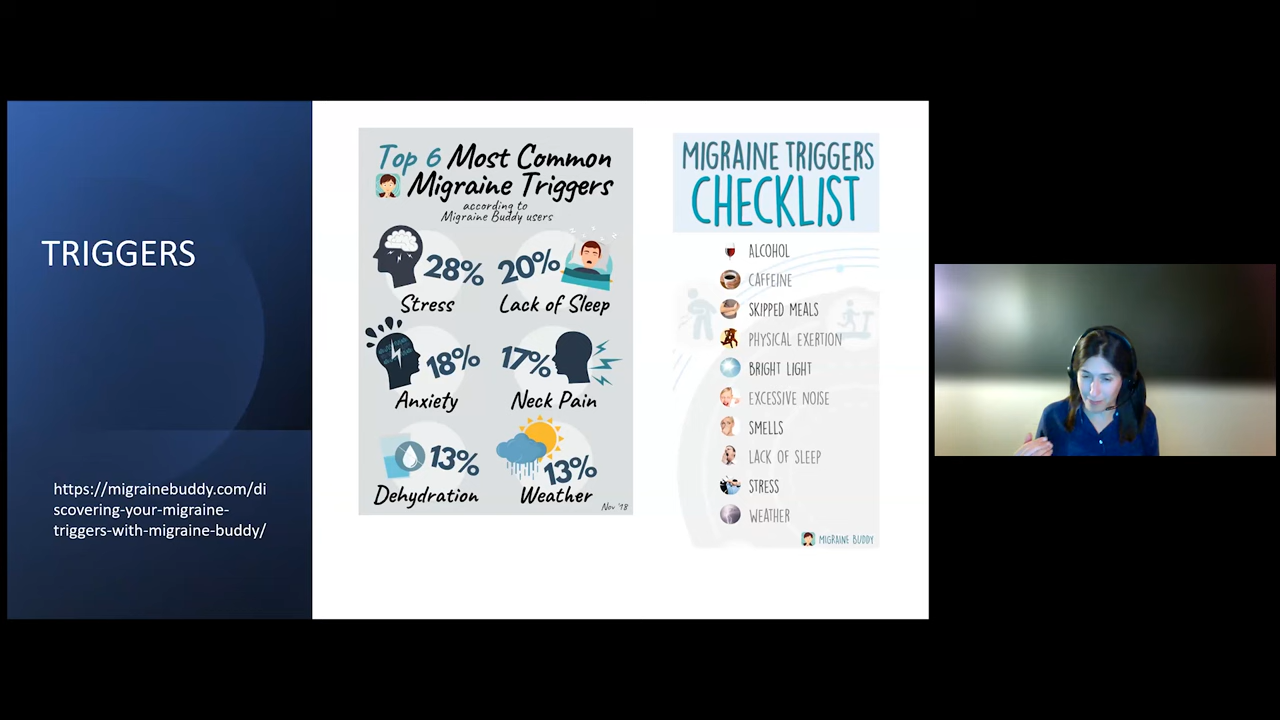 TRIGGERS
https://migrainebuddy.com/di
scovering-your-migraine-
triggers-with-migraine-buddy/
Top 6 Most Common
Migraine Triggers
according to
Migraine Buddy users
28%
Stress
20%
Lack of Sleep
18%
Anxiety
17%
Neck Pain
13%
Dehydration
13%
Weather
Nov '18
MIGRAINE TRIGGERS
CHECKLIST
ALCOHOL
CAFFEINE
SKIPPED MEALS
PHYSICAL EXERTION
BRIGHT LIGHT
EXCESSIVE NOISE
SMELLS
LACK OF SLEEP
STRESS
WEATHER
MIGRAINE BUDDY